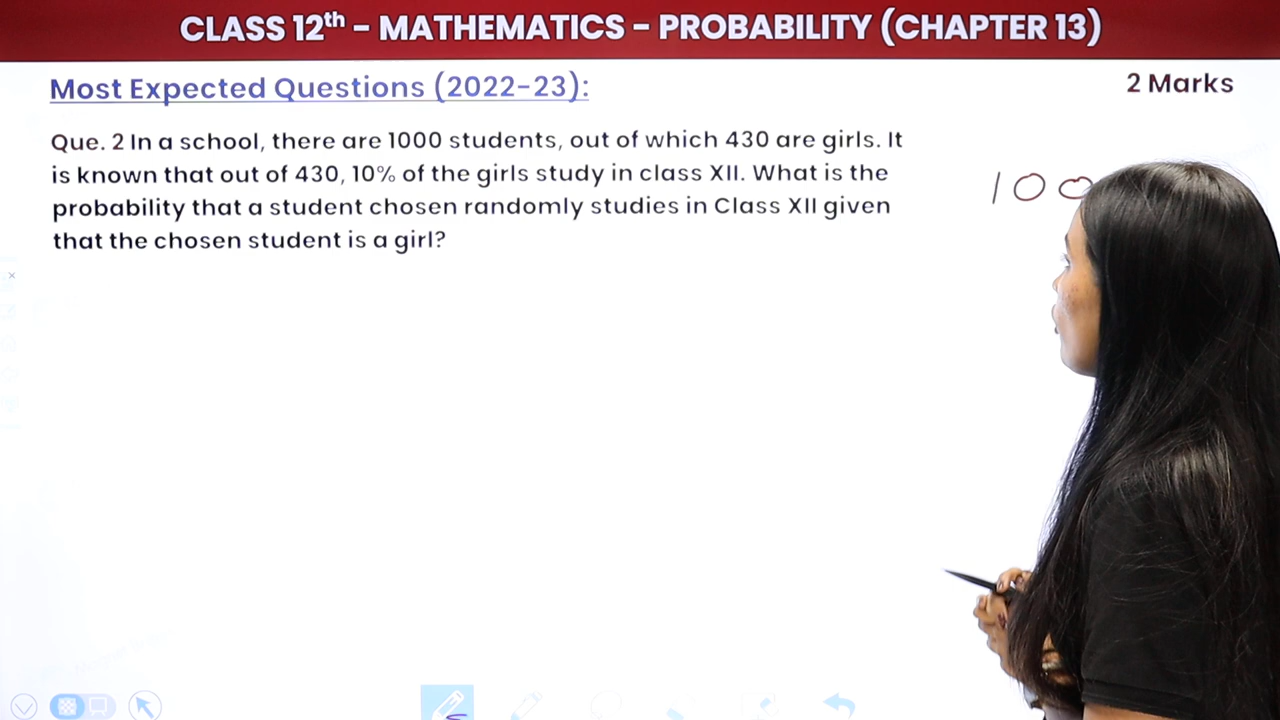 CLASS 12th - MATHEMATICS - PROBABILITY (CHAPTER 13)
Most Expected Questions (2022-23):
2 Marks
Que. 2 In a school, there are 1000 students, out of which 430 are girls. It
is known that out of 430, 10% of the girls study in class XII. What is the
probability that a student chosen randomly studies in Class XII given
that the chosen student is a girl?
100